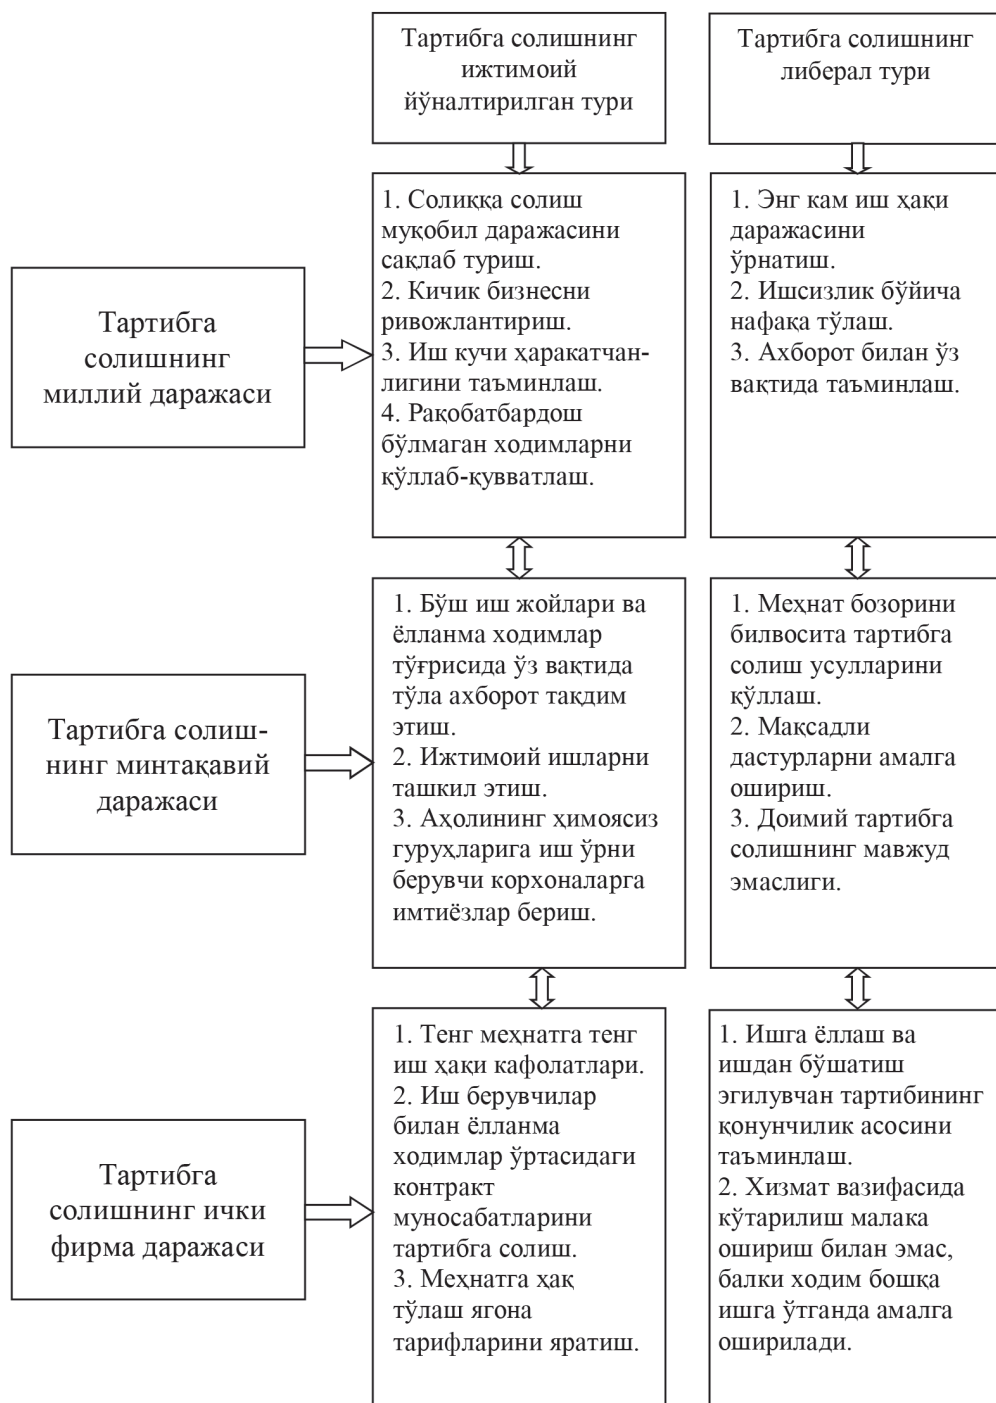 Тартибга солишнинг
ижтимоий
йўналтирилган тури
Тартибга солишнинг
либерал тури
Тартибга
солишнинг
миллий даражаси
1. Солиққа солиш
муқобил даражасини
сақлаб туриш.
2. Кичик бизнесни
ривожлантириш.
3. Иш кучи ҳаракатчан-
лигини таъминлаш.
4. Рақобатбардош
бўлмаган ходимларни
қўллаб-қувватлаш.
1. Энг кам иш ҳақи
даражасини
ўрнатиш.
2. Ишсизлик бўйича
нафақа тўлаш.
3. Ахборот билан ўз
вақтида таъминлаш.
Тартибга солиш-
нинг минтақавий
даражаси
1. Бўш иш жойлари ва
ёлланма ходимлар
тўғрисида ўз вақтида
тўла ахборот тақдим
этиш.
2. Ижтимоий ишларни
ташкил этиш.
3. Аҳолининг ҳимоясиз
гуруҳларига иш ўрни
берувчи корхоналарга
имтиёзлар бериш.
1. Меҳнат бозорини
билвосита тартибга
солиш усулларини
қўллаш.
2. Мақсадли
дастурларни амалга
ошириш.
3. Доимий тартибга
солишнинг мавжуд
эмаслиги.
Тартибга
солишнинг ички
фирма даражаси
1. Тенг меҳнатга тенг
иш ҳақи кафолатлари.
2. Иш берувчилар
билан ёлланма
ходимлар ўртасидаги
контракт
муносабатларини
тартибга солиш.
3. Меҳнатга ҳақ
тўлаш ягона
тарифларини яратиш.
1. Ишга ёллаш ва
ишдан бўшатиш
эгилувчан тартибининг
қонунчилик асосини
таъминлаш.
2. Хизмат вазифасида
кўтарилиш малака
ошириш билан эмас,
балки ходим бошқа
ишга ўтганда амалга
оширилади.